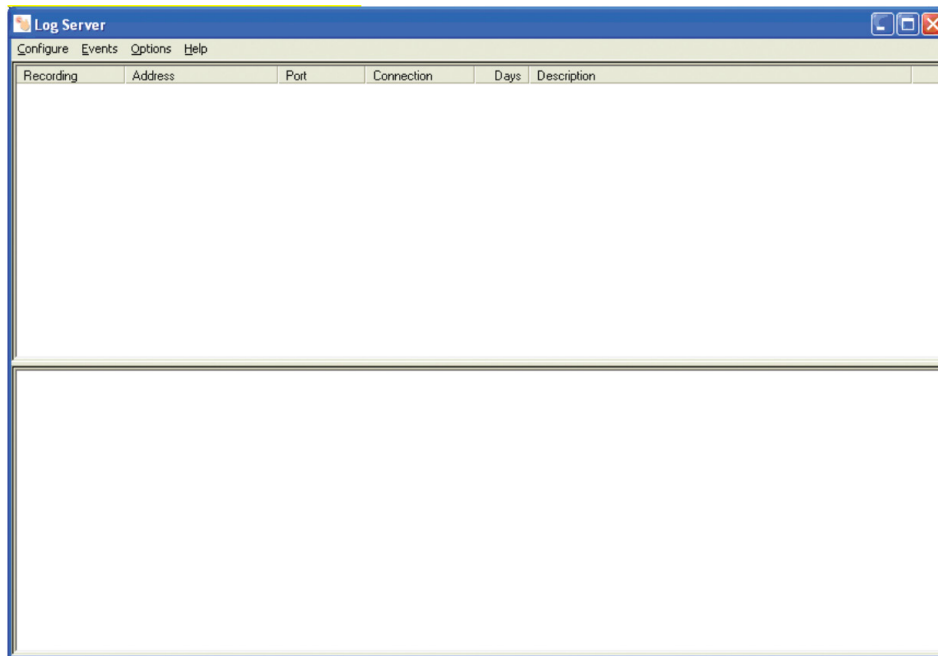 Log Server
Configure Events Options Help
Recording Address Port Connection Days Description